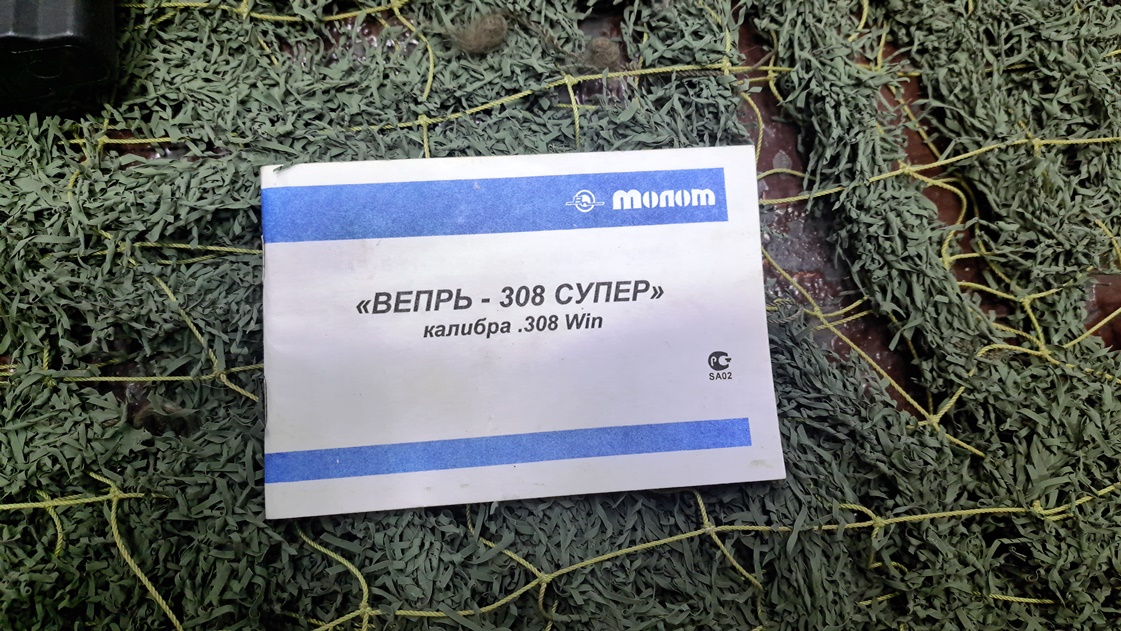 молот
«ВЕПРЬ - 308 СУПЕР»
калибра .308 Win
SA02